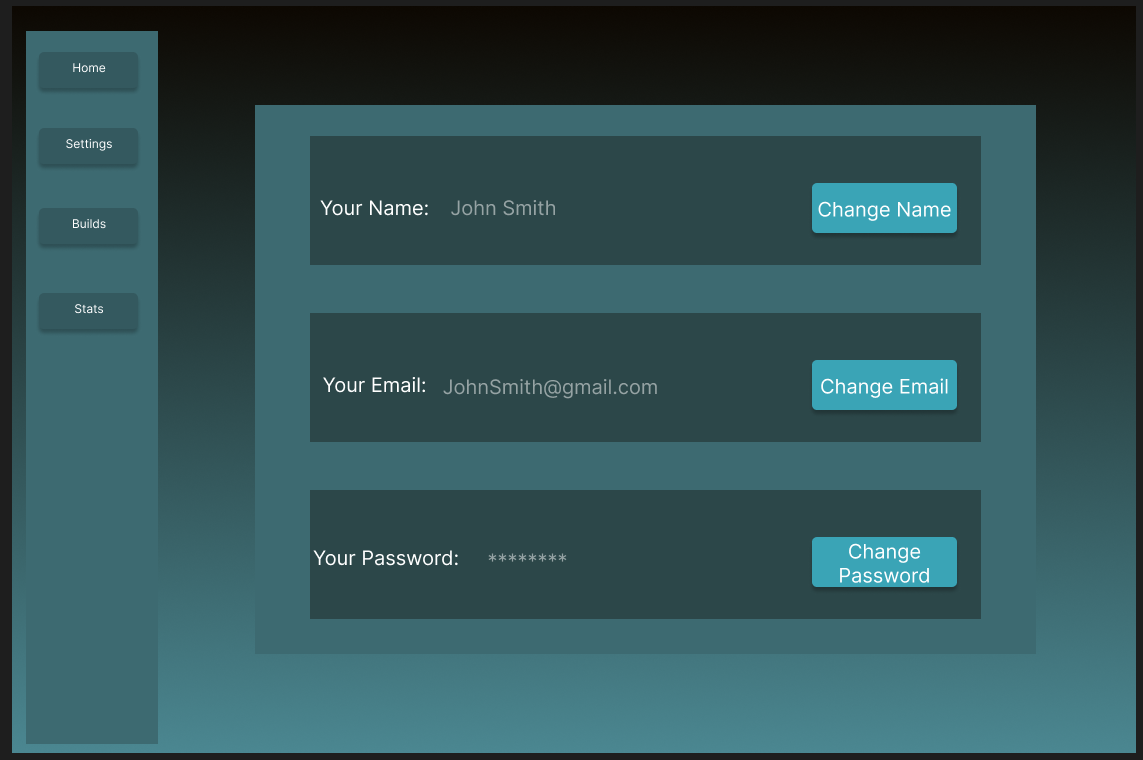 Home
Settings
Builds
Stats
Your Name: John Smith
Change Name
Your Email: JohnSmith@gmail.com
Change Email
Your Password: ********
Change
Password